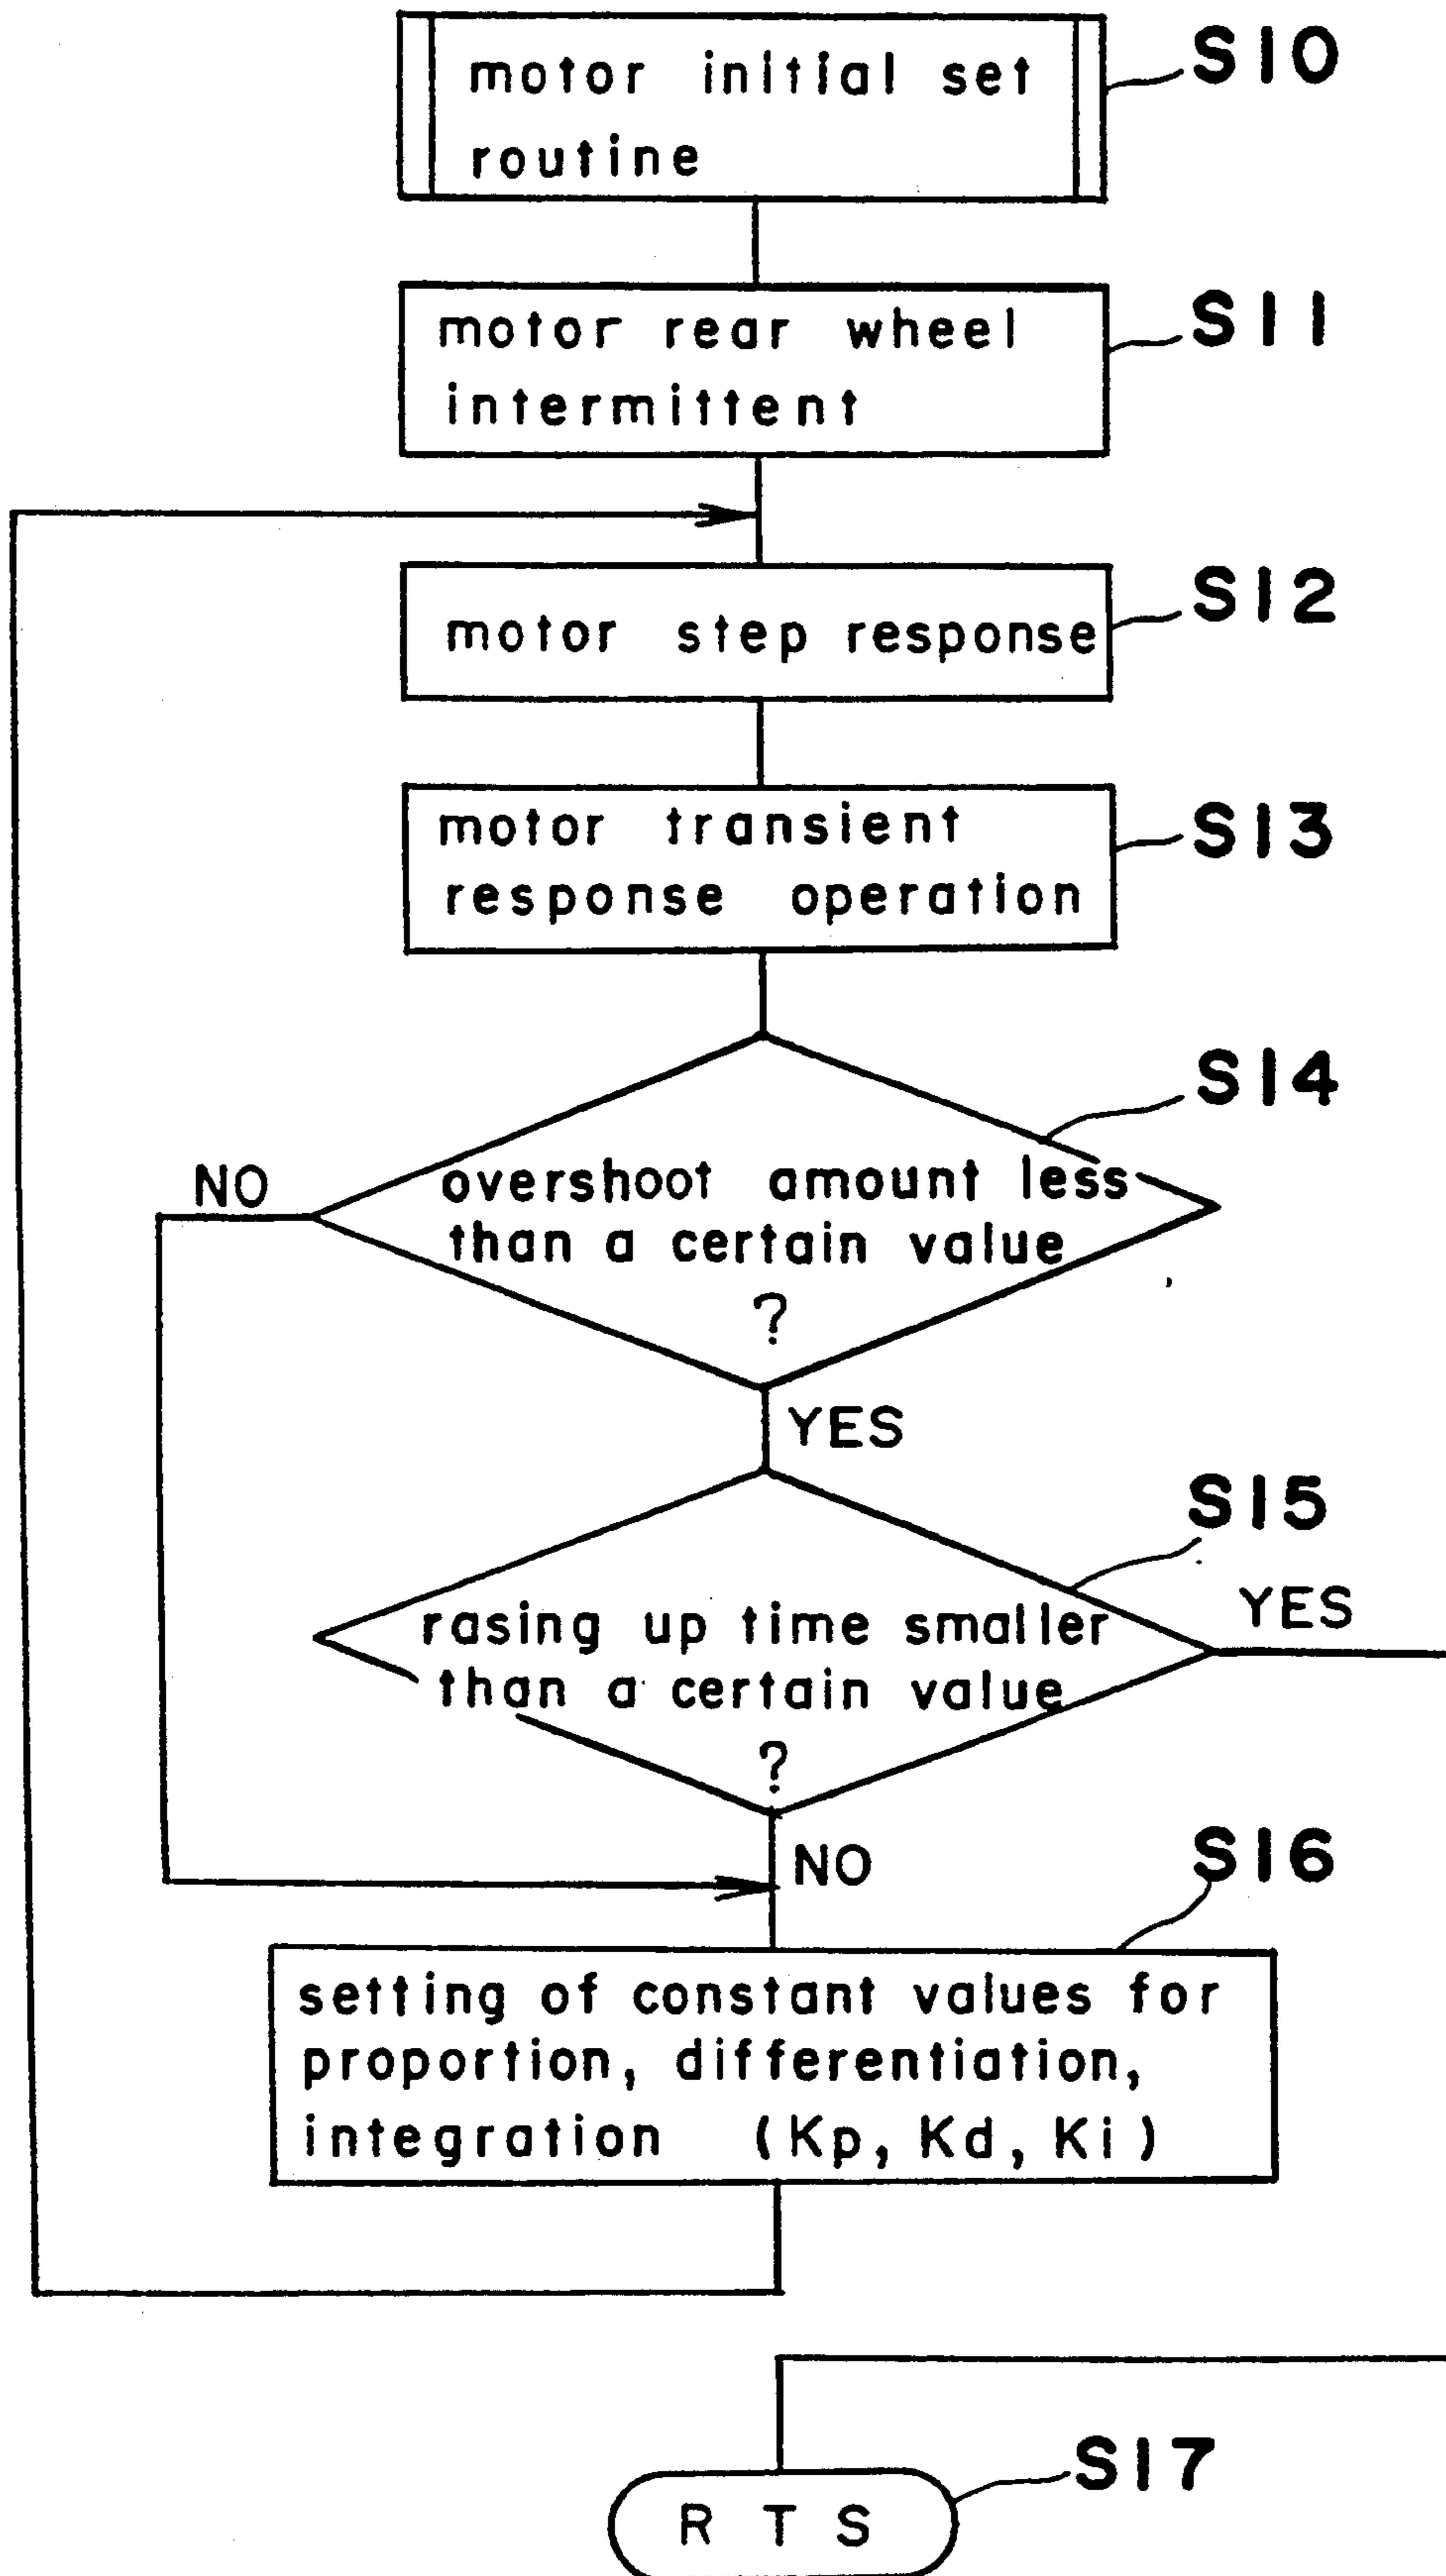 motor initial set
routine
S10
motor rear wheel
intermittent
S11
motor step response
S12
motor transient
response operation
S13
S14
NO
overshoot amount less
than a certain value
?
YES
S15
YES
rasing up time smaller
than a certain value
?
NO
S16
setting of constant values for
proportion, differentiation,
integration (Kp, Kd, Ki)
S17
RTS